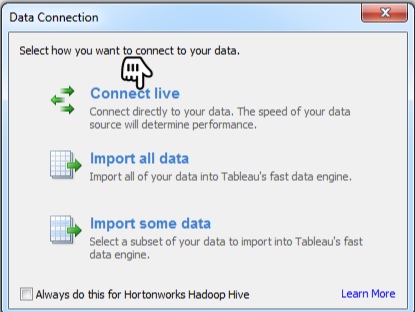 Data Connection
Select how you want to connect to your data.
Connect live
Connect directly to your data. The speed of your data
source will determine performance.
Import all data
Import all of your data into Tableau's fast data engine.
Import some data
Select a subset of your data to import into Tableau's fast
data engine.
Always do this for Hortonworks Hadoop Hive
Learn More